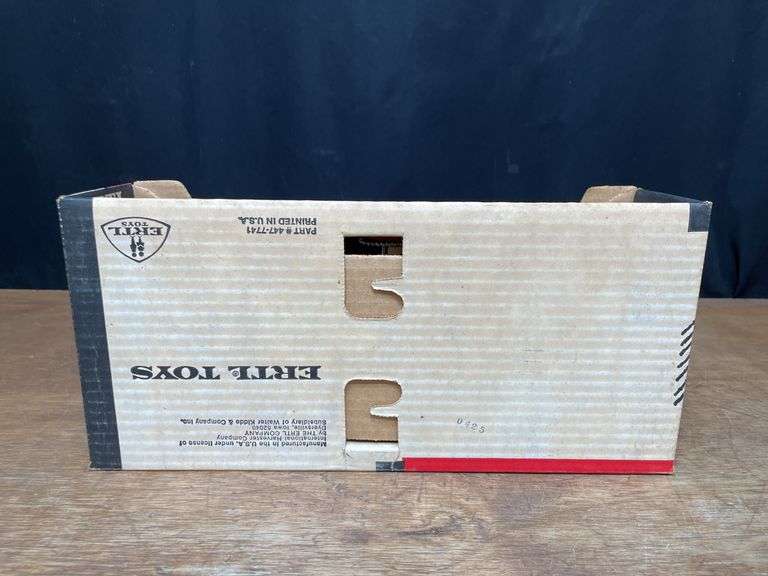 Manufactured in the U.S.A. under license of
International Harvester Company
by THE ERTL COMPANY
Dyersville, Iowa 52040
Subsidiary of Walter Kidde & Company Inc.
ERTL TOYS
PART # 447-7741
PRINTED IN U.S.A.
ERTL
TOYS
0425